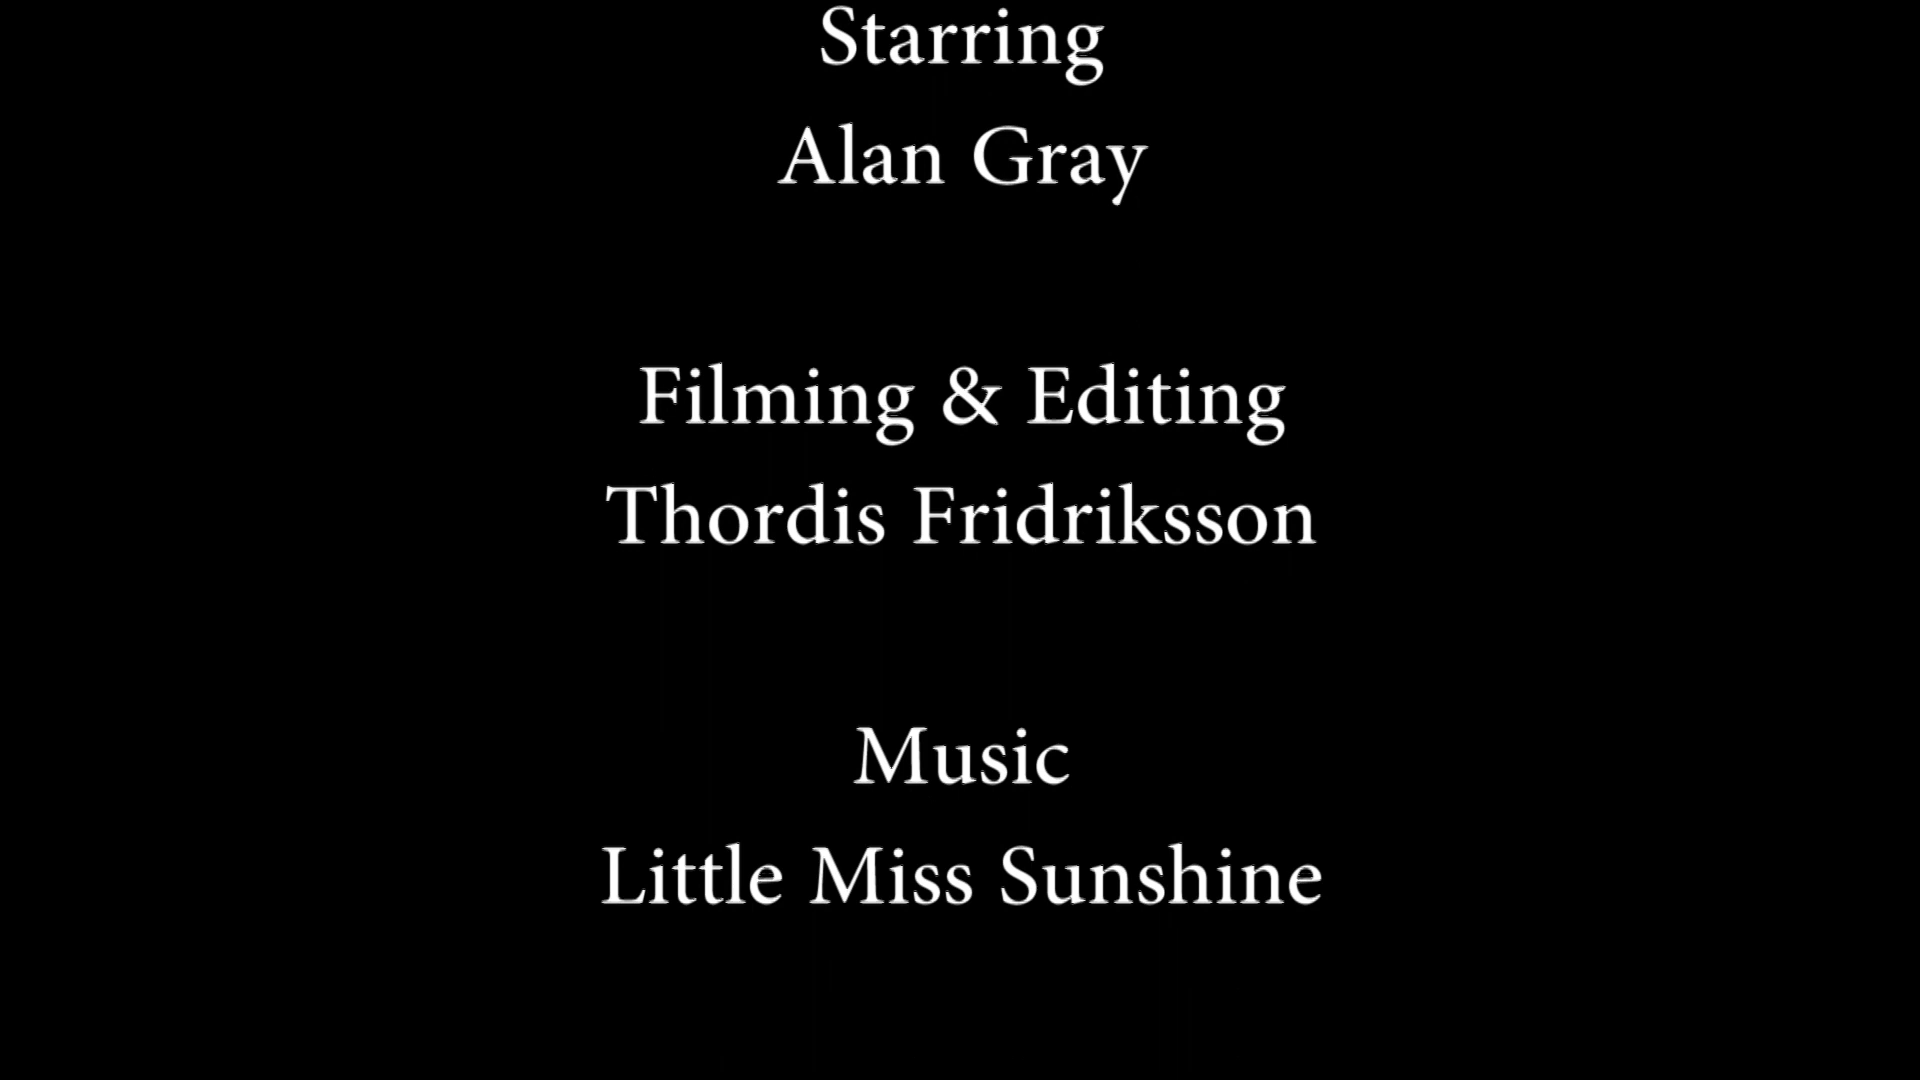 Starring
Alan Gray
Filming & Editing
Thordis Fridriksson
Music
Little Miss Sunshine